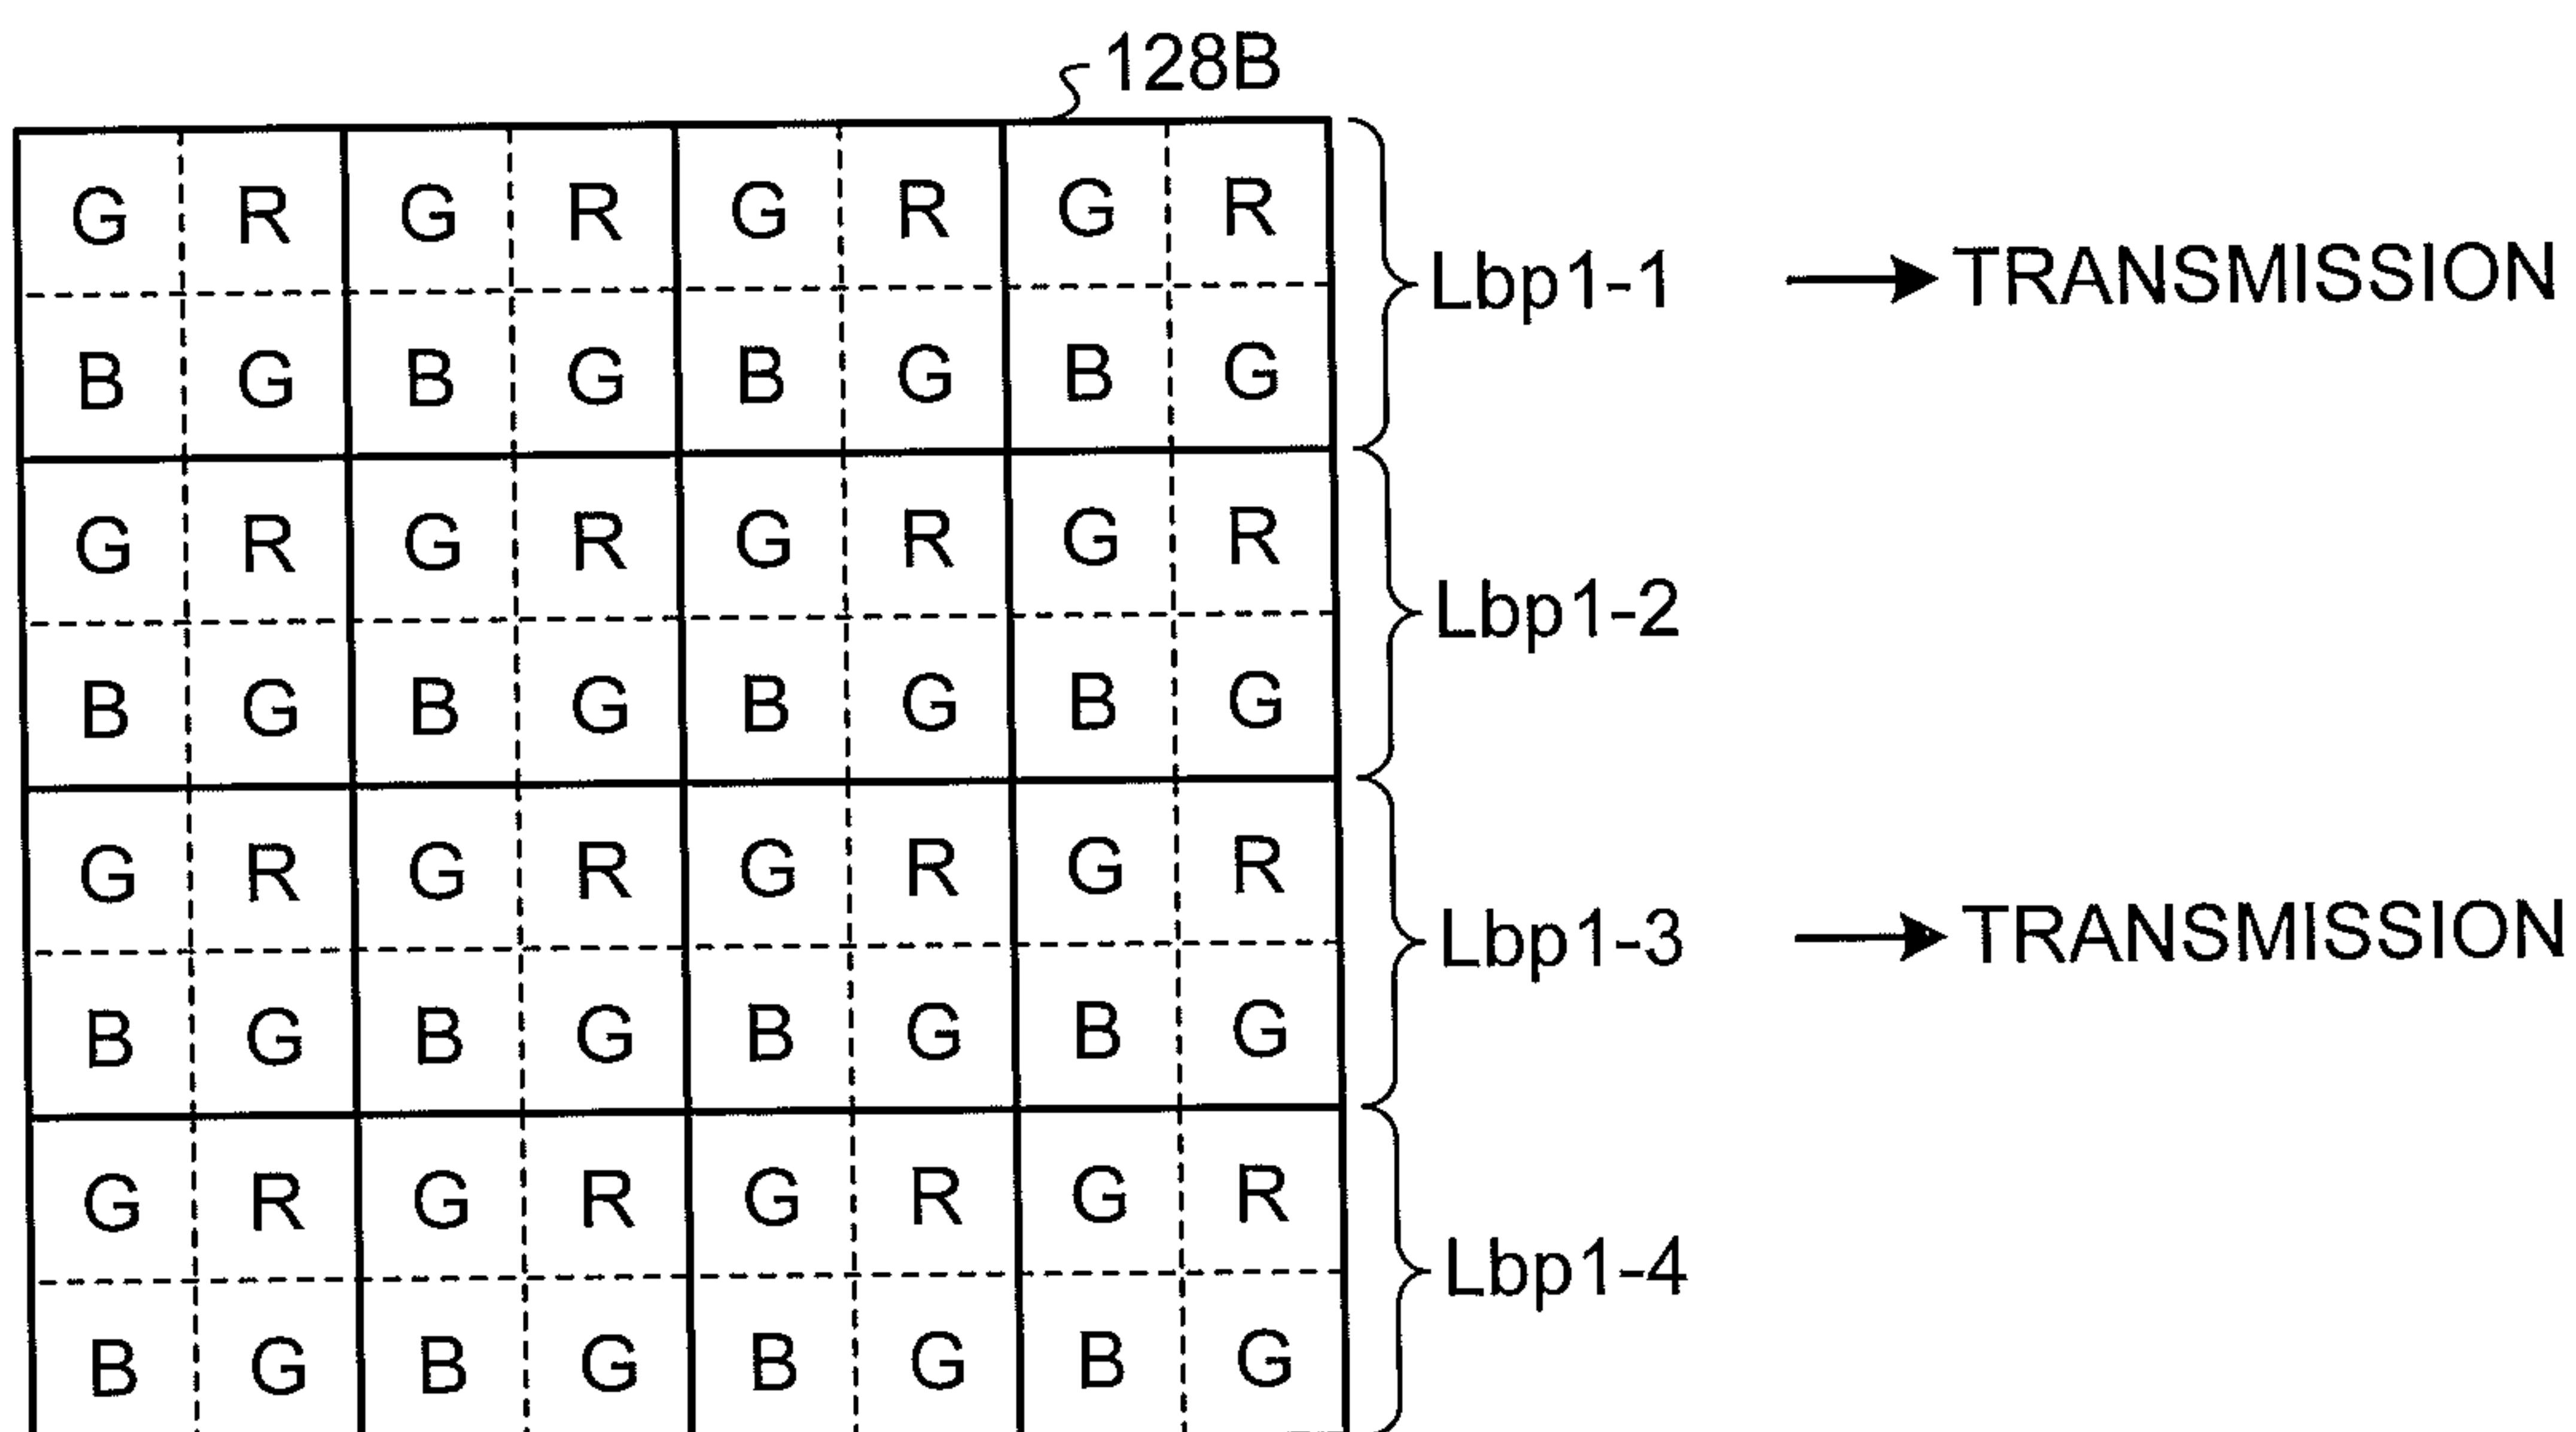 128B
G R G R G R G R
B G B G B G B G
Lbp1-1 → TRANSMISSION
G R G R G R G R
B G B G B G B G
Lbp1-2
G R G R G R G R
B G B G B G B G
Lbp1-3 → TRANSMISSION
G R G R G R G R
B G B G B G B G
Lbp1-4